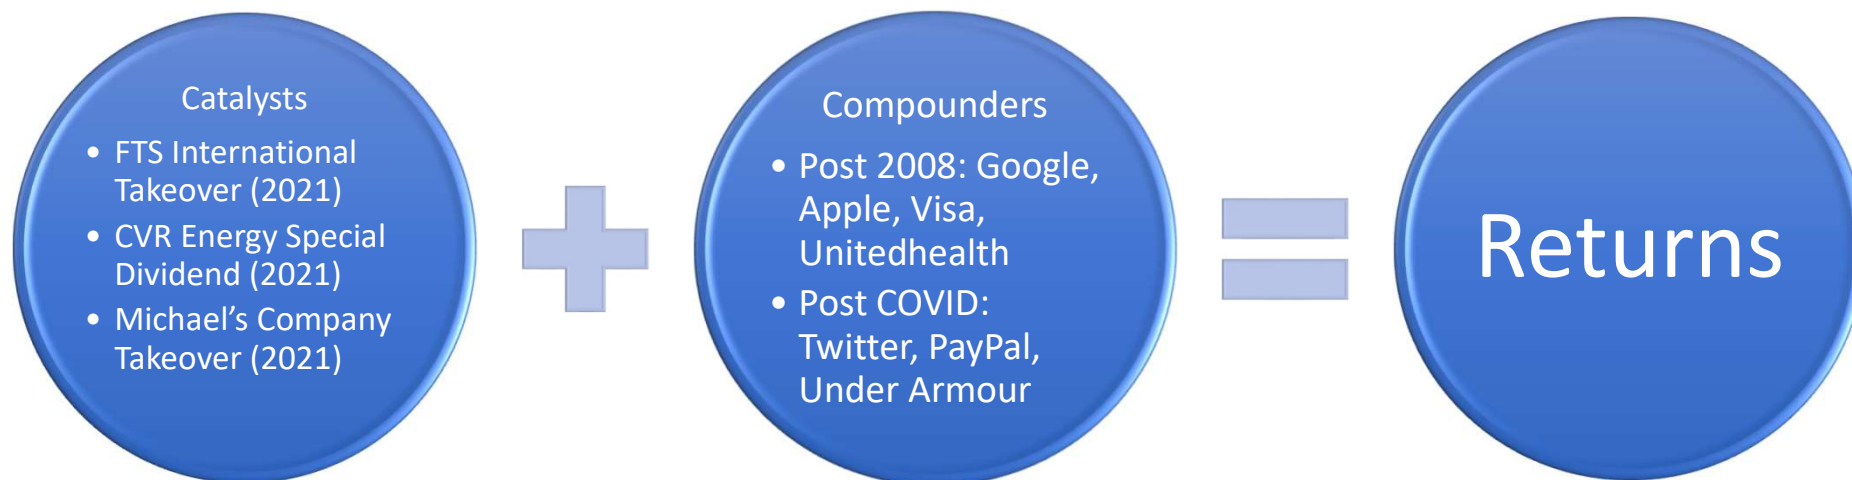 Catalysts
• FTS International
Takeover (2021)
• CVR Energy Special
Dividend (2021)
• Michael’s Company
Takeover (2021)
Compounders
• Post 2008: Google,
Apple, Visa,
Unitedhealth
• Post COVID:
Twitter, PayPal,
Under Armour
Returns